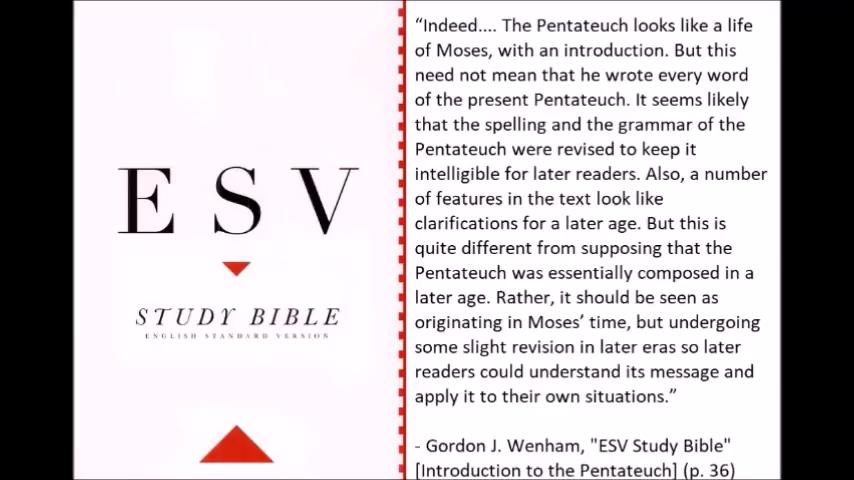 E S V
STUDY BIBLE
ENGLISH STANDARD VERSION
“Indeed.... The Pentateuch looks like a life
of Moses, with an introduction. But this
need not mean that he wrote every word
of the present Pentateuch. It seems likely
that the spelling and the grammar of the
Pentateuch were revised to keep it
intelligible for later readers. Also, a number
of features in the text look like
clarifications for a later age. But this is
quite different from supposing that the
Pentateuch was essentially composed in a
later age. Rather, it should be seen as
originating in Moses’ time, but undergoing
some slight revision in later eras so later
readers could understand its message and
apply it to their own situations.”
- Gordon J. Wenham, "ESV Study Bible"
[Introduction to the Pentateuch] (p. 36)